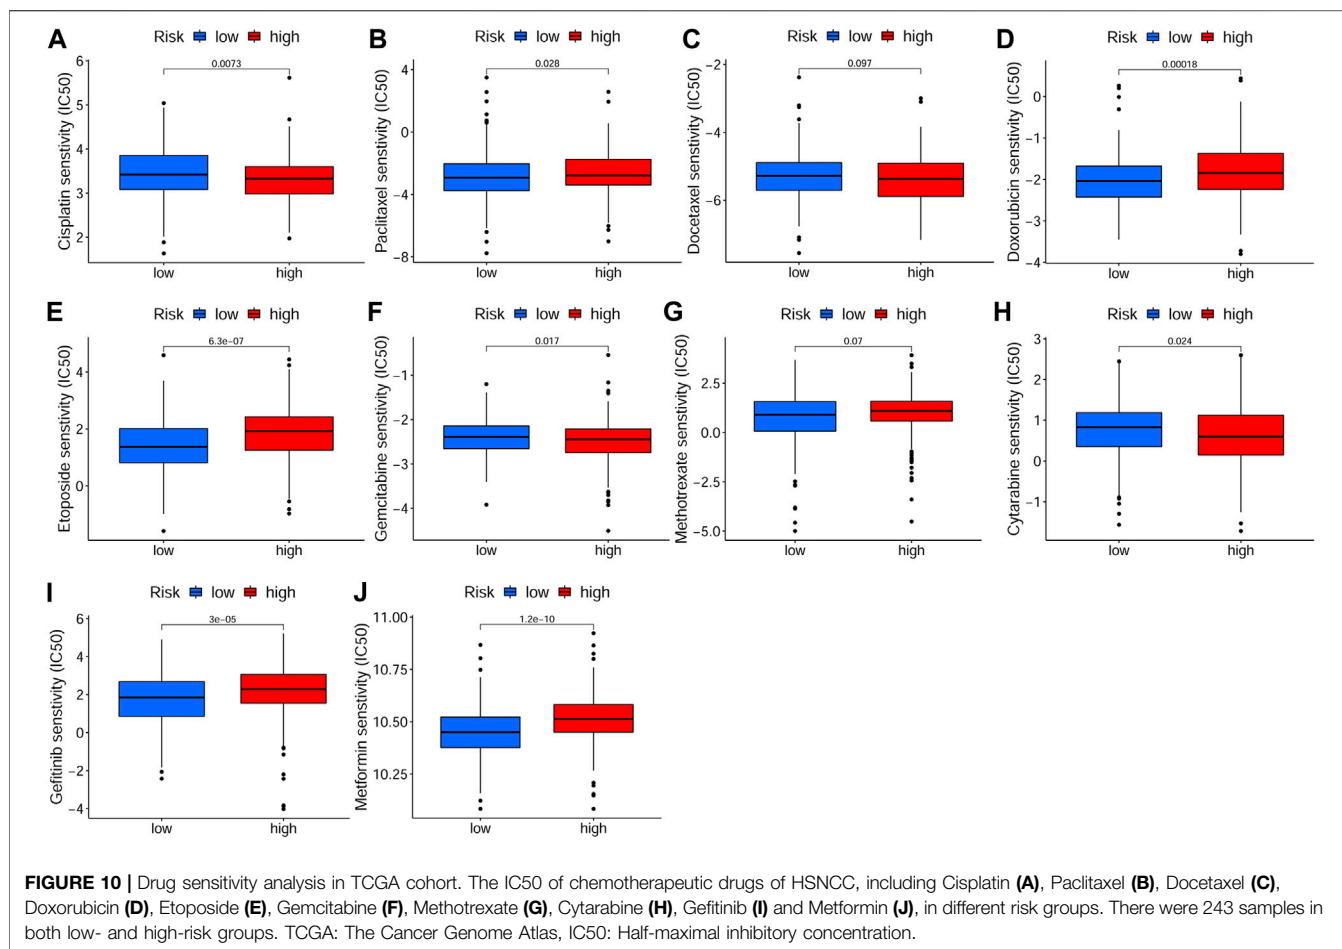 A Risk low high
0.0073
Cisplatin senstivity (IC50)
6
5
4
3
2
low high
B Risk low high
0.028
Paclitaxel senstivity (IC50)
4
0
−4
−8
low high
C Risk low high
0.097
Docetaxel senstivity (IC50)
−2
−4
−6
low high
D Risk low high
0.00018
Doxorubicin senstivity (IC50)
0
−1
−2
−3
−4
low high
E Risk low high
6.3e−07
Etoposide senstivity (IC50)
4
2
0
low high
F Risk low high
0.017
Gemcitabine senstivity (IC50)
−1
−2
−3
−4
low high
G Risk low high
0.07
Methotrexate senstivity (IC50)
2.5
0.0
−2.5
−5.0
low high
H Risk low high
0.024
Cytarabine senstivity (IC50)
3
2
1
0
−1
low high
I Risk low high
3e−05
Gefitinib senstivity (IC50)
6
4
2
0
−2
−4
low high
J Risk low high
1.2e−10
Metformin senstivity (IC50)
11.00
10.75
10.50
10.25
low high
FIGURE 10 | Drug sensitivity analysis in TCGA cohort. The IC50 of chemotherapeutic drugs of HSNCC, including Cisplatin (A), Paclitaxel (B), Docetaxel (C),
Doxorubicin (D), Etoposide (E), Gemcitabine (F), Methotrexate (G), Cytarabine (H), Gefitinib (I) and Metformin (J), in different risk groups. There were 243 samples in
both low- and high-risk groups. TCGA: The Cancer Genome Atlas, IC50: Half-maximal inhibitory concentration.